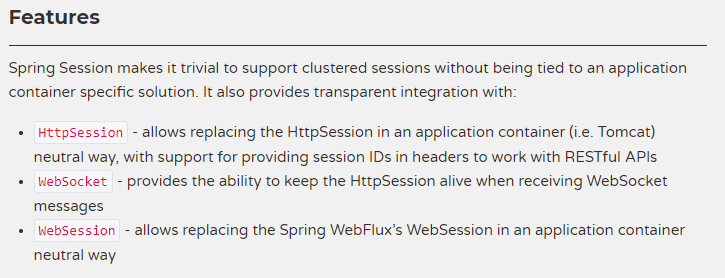 Features
Spring Session makes it trivial to support clustered sessions without being tied to an application
container specific solution. It also provides transparent integration with:
• HttpSession - allows replacing the HttpSession in an application container (i.e. Tomcat)
neutral way, with support for providing session IDs in headers to work with RESTful APIs
• WebSocket - provides the ability to keep the HttpSession alive when receiving WebSocket
messages
• WebSession - allows replacing the Spring WebFlux's WebSession in an application container
neutral way